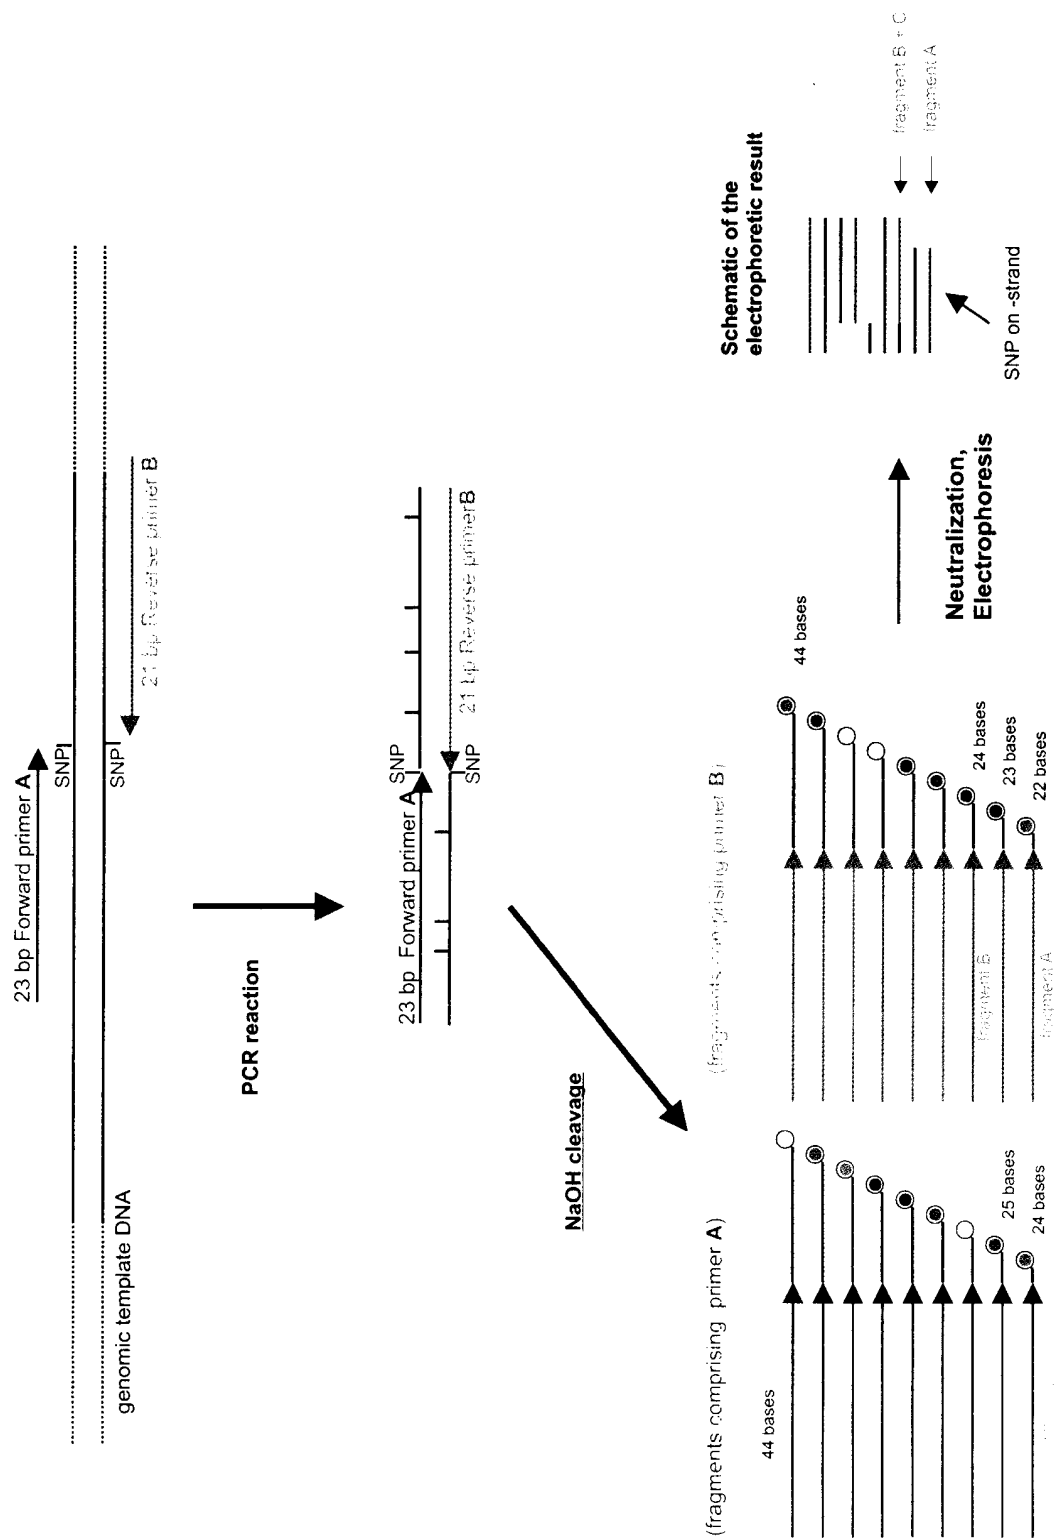 23 bp Forward primer A
SNP
SNP
21 bp Reverse primer B
genomic template DNA
PCR reaction
23 bp Forward primer A
SNP
SNP
21 bp Reverse primerB
NaOH cleavage
(fragments comprising primer A)
44 bases
25 bases
24 bases
(fragments comprising primer B)
44 bases
24 bases
23 bases
22 bases
fragment B
fragment A
Neutralization,
Electrophoresis
Schematic of the
electrophoretic result
fragment B + C
fragment A
SNP on -strand